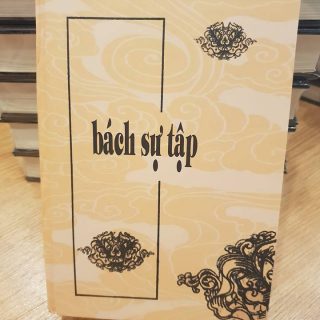 bách sự tập